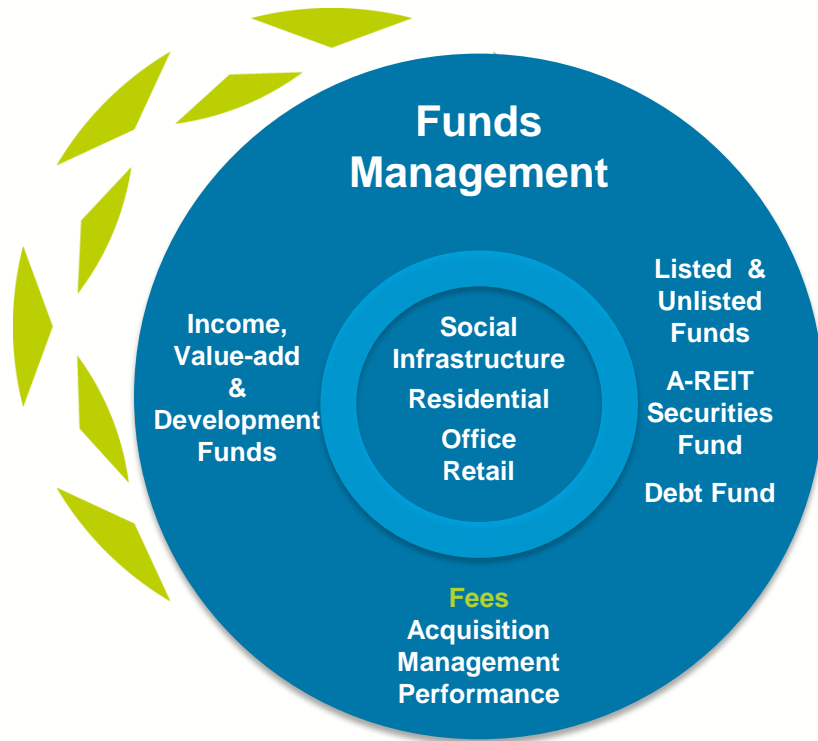 Funds
Management
Income,
Value-add
&
Development
Funds
Social
Infrastructure
Residential
Office
Retail
Listed & 
Unlisted
Funds
A-REIT
Securities
Fund
Debt Fund
Fees
Acquisition
Management
Performance